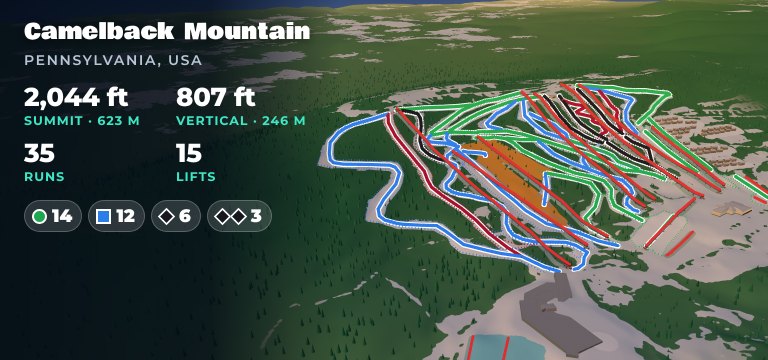 Camelback Mountain
PENNSYLVANIA, USA
2,044 ft 807 ft
SUMMIT · 623 M VERTICAL · 246 M
35 15
RUNS LIFTS
14 12 6 3